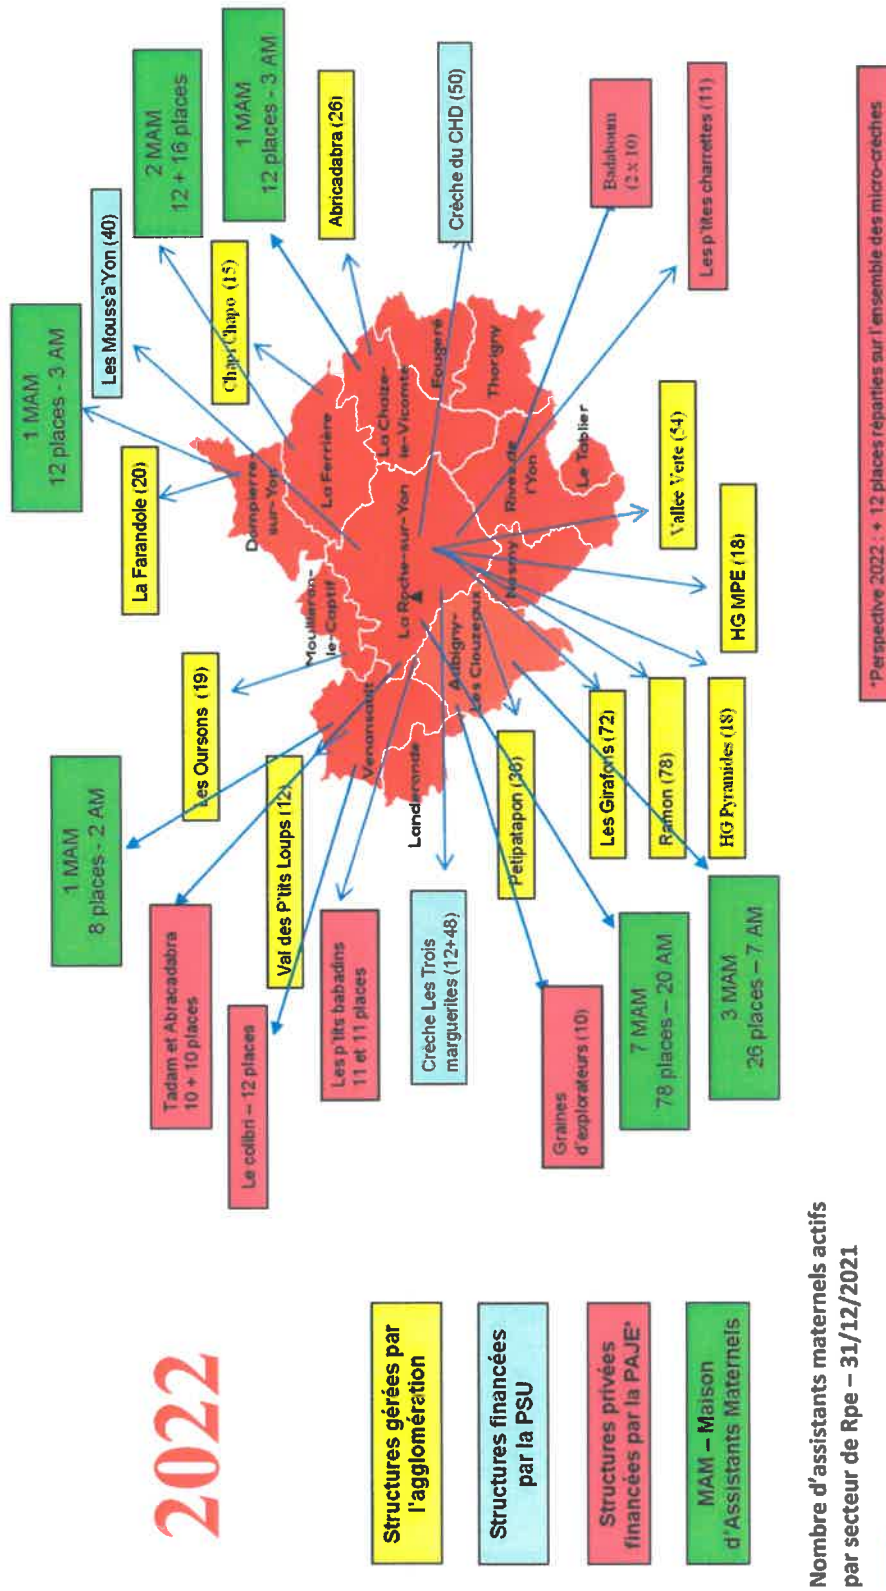 2022
Structures gérées par
l'agglomération
Structures financées
par la PSU
Structures privées
financées par la PAJE*
MAM – Maison
d'Assistants Maternels
Nombre d'assistants maternels actifs
par secteur de Rpe – 31/12/2021
1 MAM
8 places - 2 AM
Tadam et Abracadabra
10 + 10 places
Le colibri – 12 places
Val des P'tits Loups (12)
Les p'tits babadins
11 et 11 places
Crèche Les Trois
marguerites (12+48)
Graines
d'explorateurs (10)
7 MAM
78 places – 20 AM
3 MAM
26 places – 7 AM
Les Oursons (19)
La Farandole (20)
1 MAM
12 places - 3 AM
Les Mouss'a'Yon (40)
2 MAM
12 + 16 places
1 MAM
12 places - 3 AM
Chapi Chapo (15)
Abricadabra (26)
Crèche du CHD (50)
Badaboum
(2 x 10)
Les p'tites charrettes (11)
Vallée Verte (54)
HG MPE (18)
HG Pyramides (18)
Ramon (78)
Les Girafons (72)
Petipatapon (36)
Dompierre-
sur-Yon
La Ferrière
Mouilleron-
le-Captif
La Chaize-
le-Vicomte
Fougeré
Thorigny
La Roche-sur-Yon
Venansault
Landeronde
Aubigny-
Les Clouzeaux
Nesmy
Rives de
l'Yon
Le Tablier
*Perspective 2022 : + 12 places réparties sur l'ensemble des micro-crèches